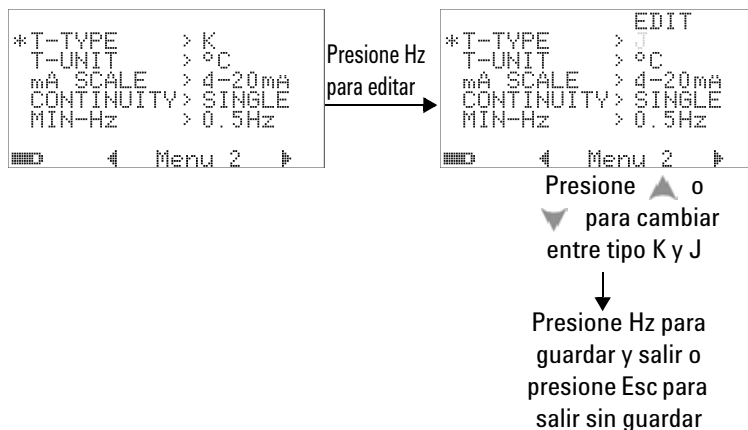 *T-TYPE > K
T-UNIT > ºC
mA SCALE > 4-20mA
CONTINUITY> SINGLE
MIN-Hz > 0.5Hz
Menu 2
Presione Hz
para editar
EDIT
*T-TYPE > J
T-UNIT > ºC
mA SCALE > 4-20mA
CONTINUITY> SINGLE
MIN-Hz > 0.5Hz
Menu 2
Presione o
para cambiar
entre tipo K y J
Presione Hz para
guardar y salir o
presione Esc para
salir sin guardar